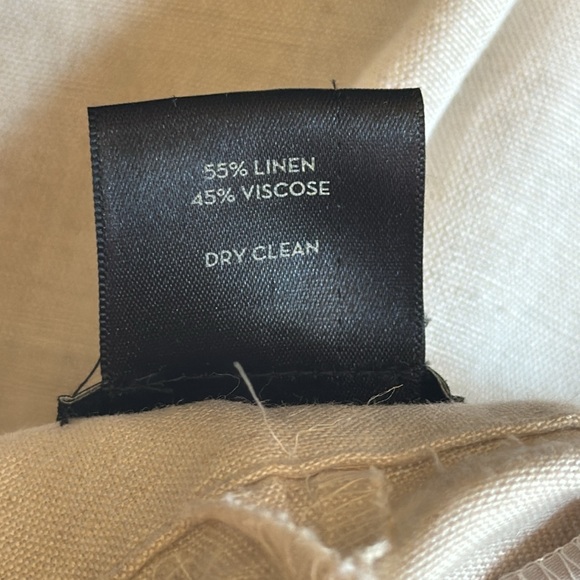 55% LINEN
45% VISCOSE
DRY CLEAN